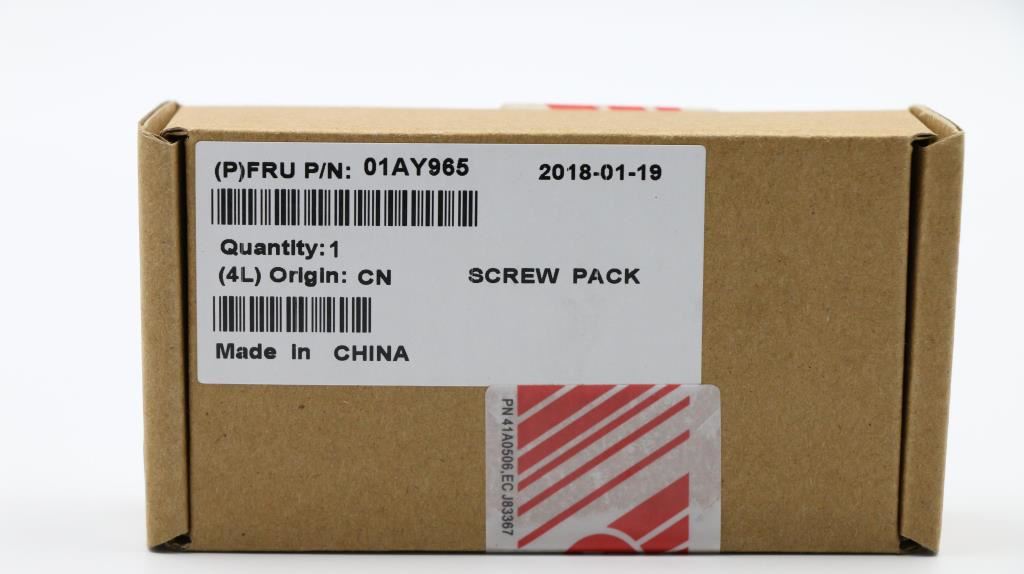 (P)FRU P/N: 01AY965 2018-01-19
Quantity: 1
(4L) Origin: CN SCREW PACK
Made in CHINA
PN 41A0506,EC J83367